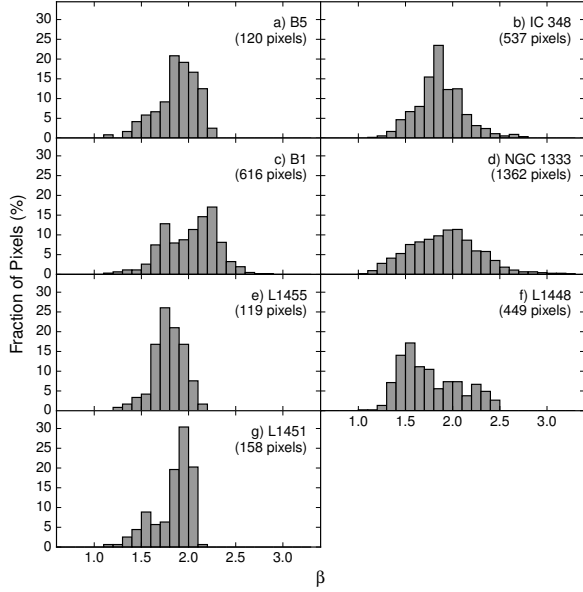 Fraction of Pixels (%)
a) B5
(120 pixels)
b) IC 348
(537 pixels)
30
25
20
15
10
5
0
c) B1
(616 pixels)
d) NGC 1333
(1362 pixels)
30
25
20
15
10
5
0
e) L1455
(119 pixels)
f) L1448
(449 pixels)
30
25
20
15
10
5
0
1.0 1.5 2.0 2.5 3.0
g) L1451
(158 pixels)
30
25
20
15
10
5
0
1.0 1.5 2.0 2.5 3.0
β